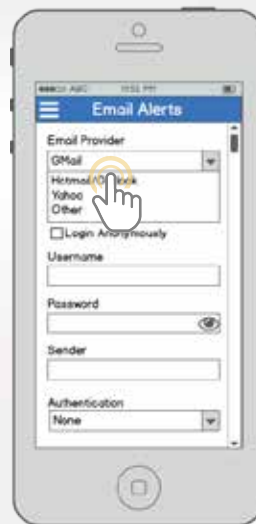 Email Alerts
Email Provider
GMail
Yahoo
Other
Login Anonymously
Username
Password
Sender
Authentication
None